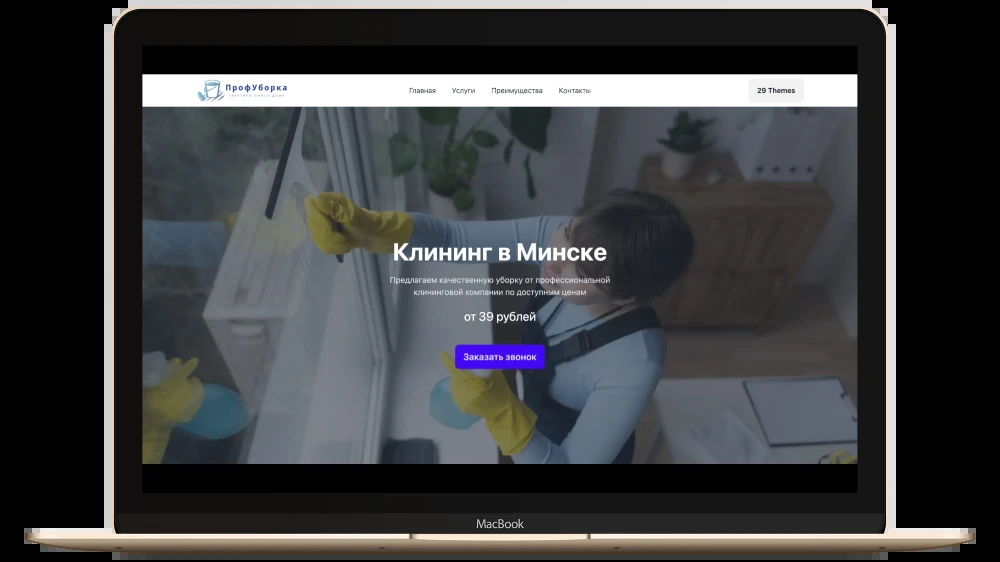 ПрофУборка
Главная Услуги Преимущества Контакты
29 Themes
Клининг в Минске
Предлагаем качественную уборку от профессиональной
клининговой компании по доступным ценам
от 39 рублей
Заказать звонок
MacBook